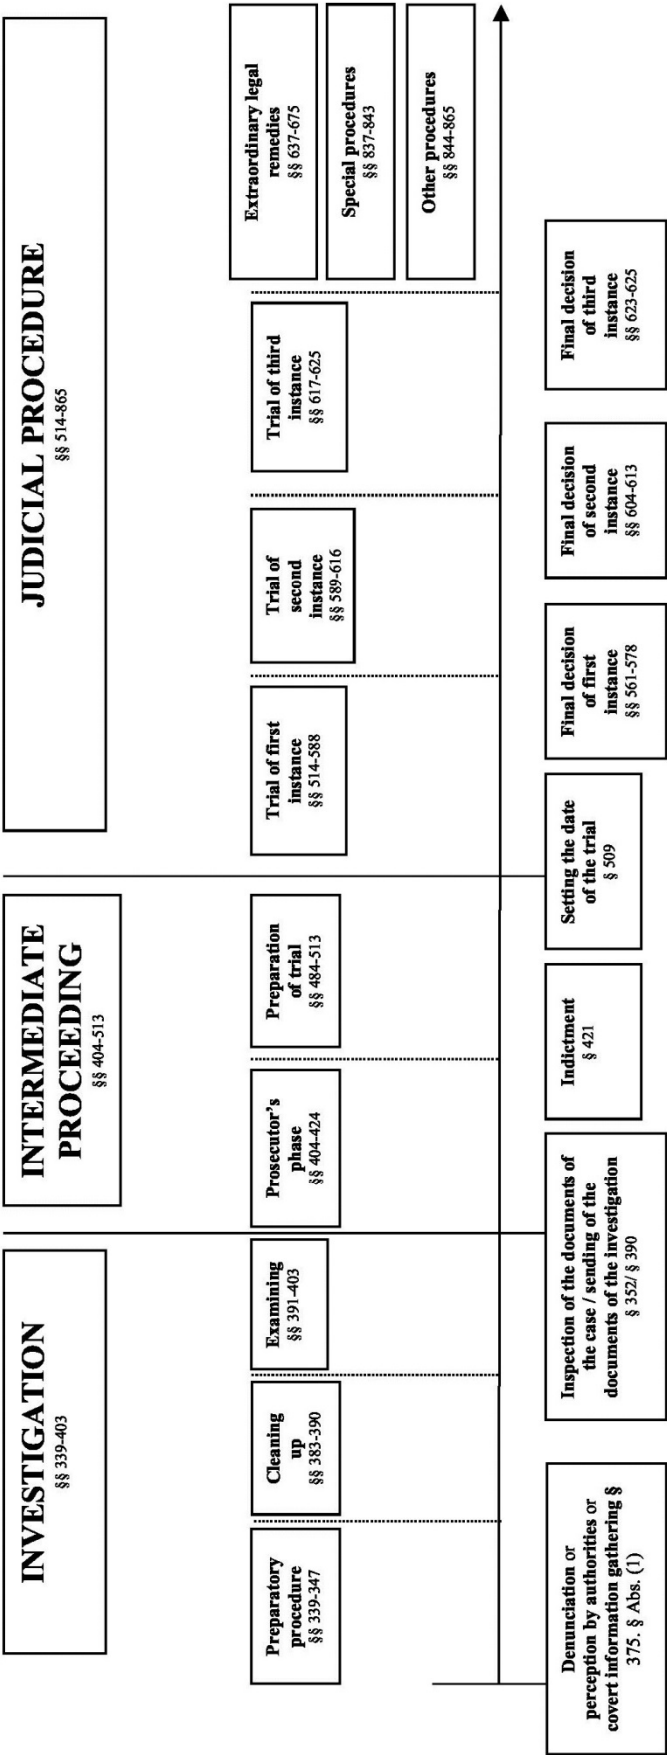 INVESTIGATION
§§ 339-403
INTERMEDIATE
PROCEEDING
§§ 404-513
JUDICIAL PROCEDURE
§§ 514-865
Preparatory
procedure
§§ 339-347
Cleaning
up
§§ 383-390
Examining
§§ 391-403
Prosecutor's
phase
§§ 404-424
Preparation
of trial
§§ 484-513
Trial of first
instance
§§ 514-588
Trial of
second
instance
§§ 589-616
Trial of third
instance
§§ 617-625
Extraordinary legal
remedies
§§ 637-675
Special procedures
§§ 837-843
Other procedures
§§ 844-865
Denunciation or
perception by authorities or
covert information gathering §
375. § Abs. (1)
Inspection of the documents of
the case / sending of the
documents of the investigation
§ 352/ § 390
Indictment
§ 421
Setting the date
of the trial
§ 509
Final decision
of first
instance
§§ 561-578
Final decision
of second
instance
§§ 604-613
Final decision
of third
instance
§§ 623-625